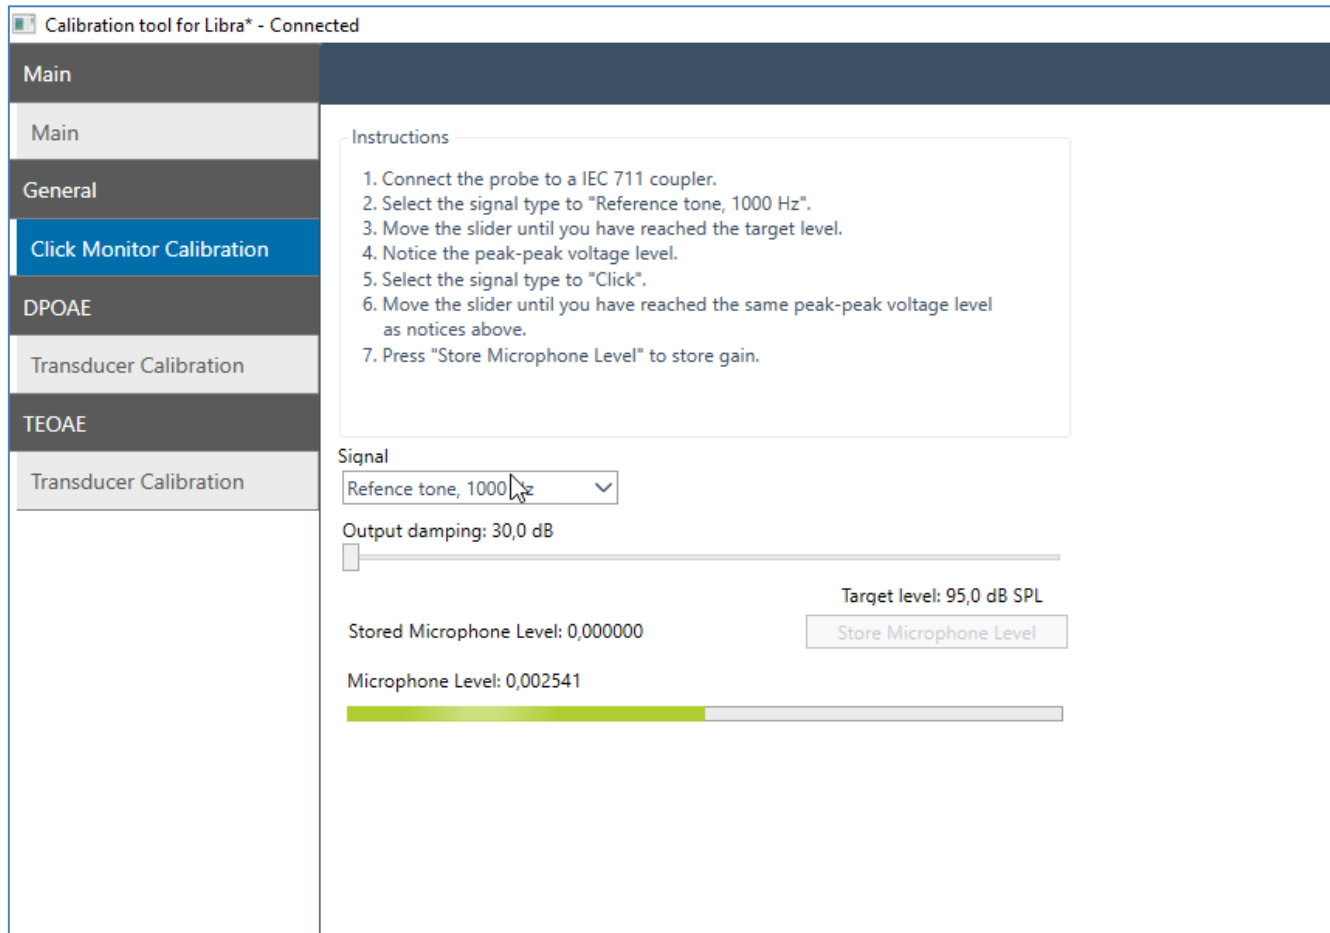 Calibration tool for Libra* - Connected
Main
Main
General
Click Monitor Calibration
DPOAE
Transducer Calibration
TEOAE
Transducer Calibration
Instructions
1. Connect the probe to a IEC 711 coupler.
2. Select the signal type to "Reference tone, 1000 Hz".
3. Move the slider until you have reached the target level.
4. Notice the peak-peak voltage level.
5. Select the signal type to "Click".
6. Move the slider until you have reached the same peak-peak voltage level
as notices above.
7. Press "Store Microphone Level" to store gain.
Signal
Refence tone, 1000 Hz
Output damping: 30,0 dB
Target level: 95,0 dB SPL
Stored Microphone Level: 0,000000
Store Microphone Level
Microphone Level: 0,002541